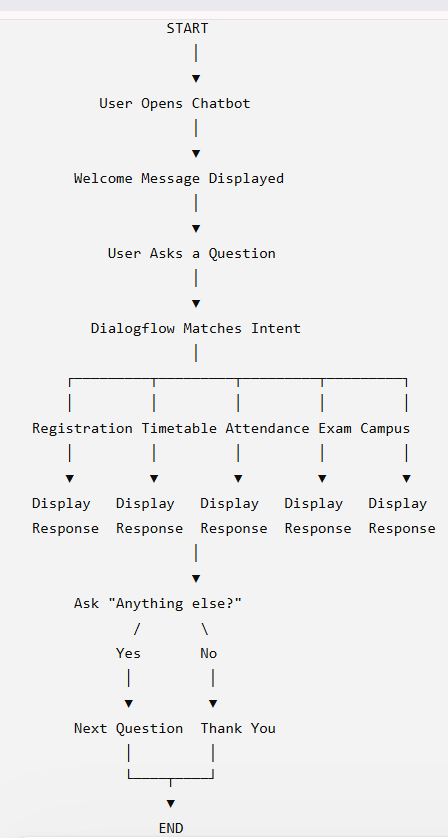 START
User Opens Chatbot
Welcome Message Displayed
User Asks a Question
Dialogflow Matches Intent
Registration Timetable Attendance Exam Campus
Display Display Display Display Display
Response Response Response Response Response
Ask "Anything else?"
Yes No
Next Question Thank You
END